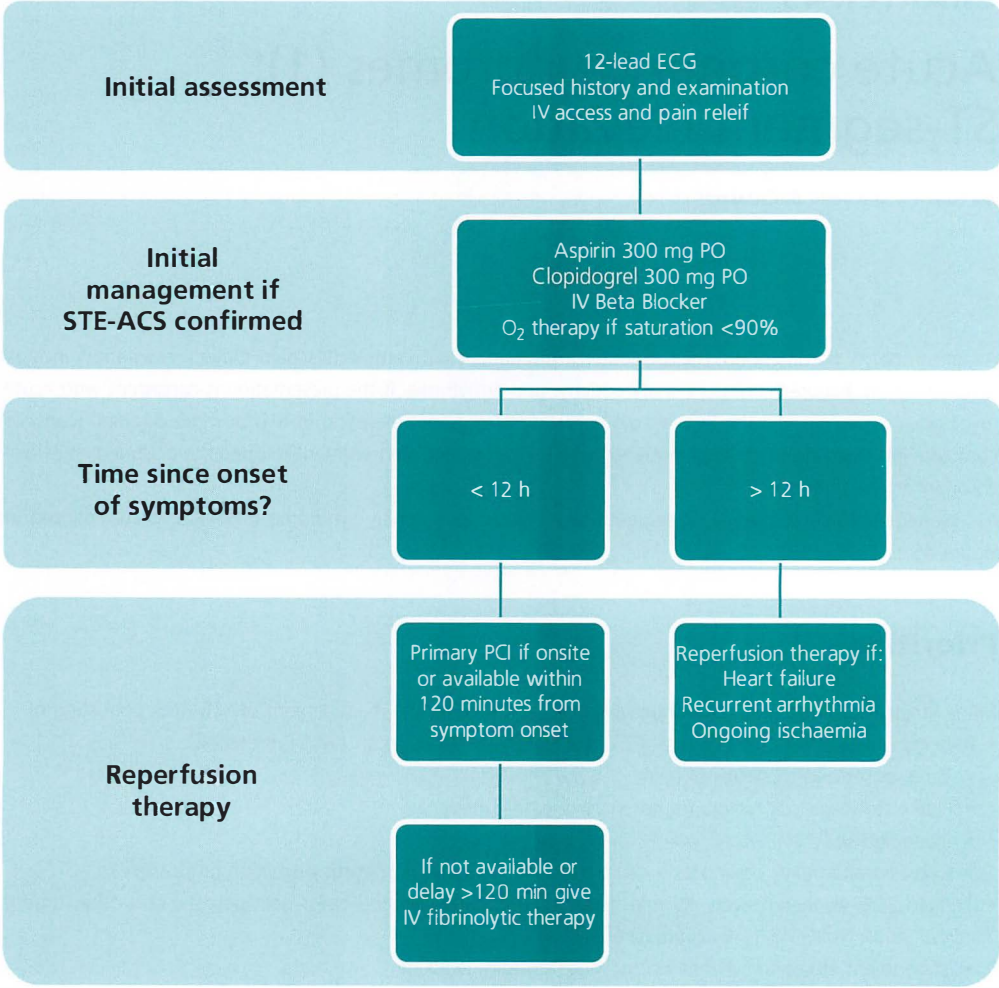 Initial assessment
12-lead ECG
Focused history and examination
IV access and pain releif
Initial
management if
STE-ACS confirmed
Aspirin 300 mg PO
Clopidogrel 300 mg PO
IV Beta Blocker
O2 therapy if saturation <90%
Time since onset
of symptoms?
< 12 h
> 12 h
Reperfusion
therapy
Primary PCI if onsite
or available within
120 minutes from
symptom onset
Reperfusion therapy if:
Heart failure
Recurrent arrhythmia
Ongoing ischaemia
If not available or
delay >120 min give
IV fibrinolytic therapy